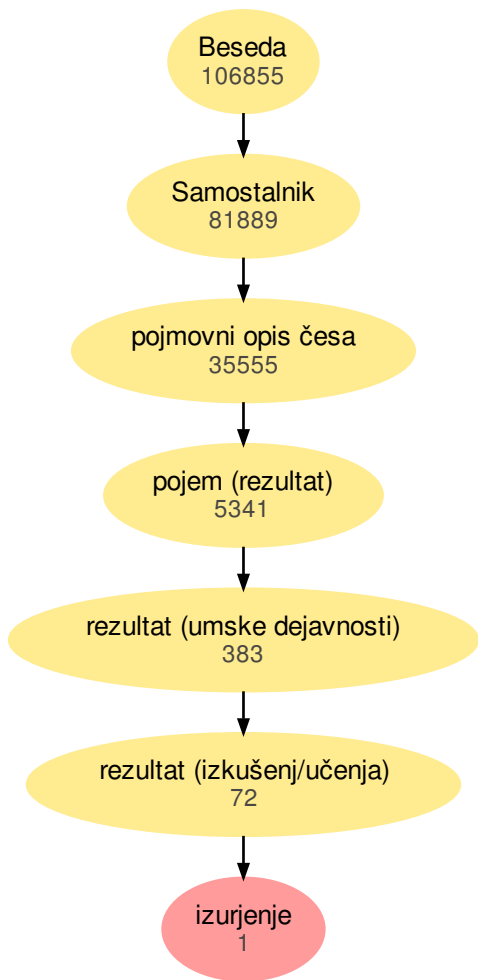 Beseda
106855
Samostalnik
81889
pojmovni opis česa
35555
pojem (rezultat)
5341
rezultat (umske dejavnosti)
383
rezultat (izkušenj/učenja)
72
izurjenje
1